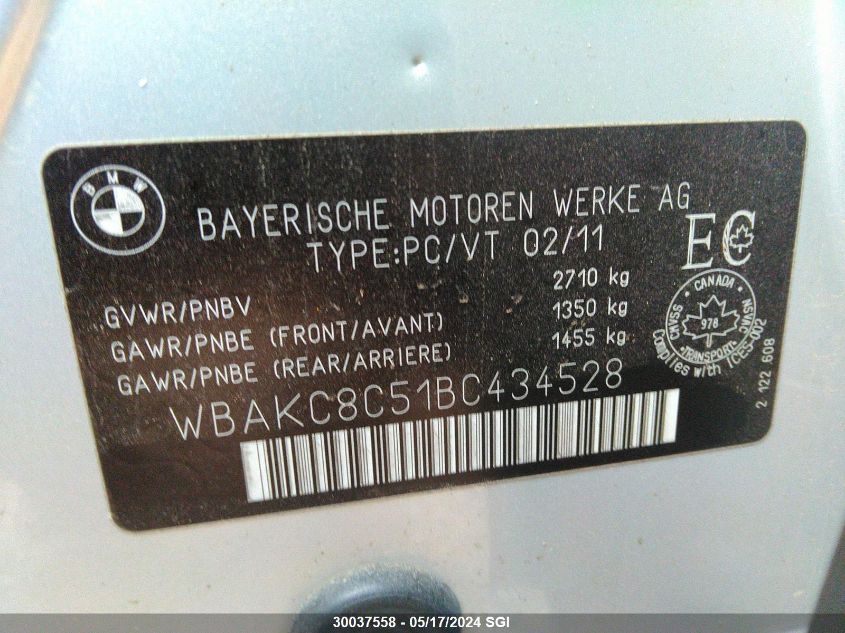 BMW
BAYERISCHE MOTOREN WERKE AG
TYPE:PC/VT 02/11
EC
GVWR/PNBV 2710 kg
GAWR/PNBE (FRONT/AVANT) 1350 kg
GAWR/PNBE (REAR/ARRIERE) 1455 kg
CANADA
CMVSS
NSVAC
978
TRANSPORT
Complies with ICES-002
2 122 608
WBAKC8C51BC434528
30037558 - 05/17/2024 SGI